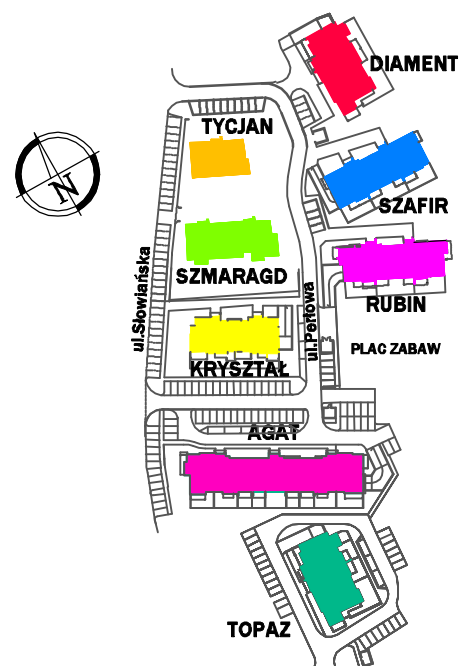 DIAMENT
TYCJAN
N
SZAFIR
ul.Słowiańska
SZMARAGD
ul.Perłowa
RUBIN
PLAC ZABAW
KRYSZTAŁ
AGAT
TOPAZ